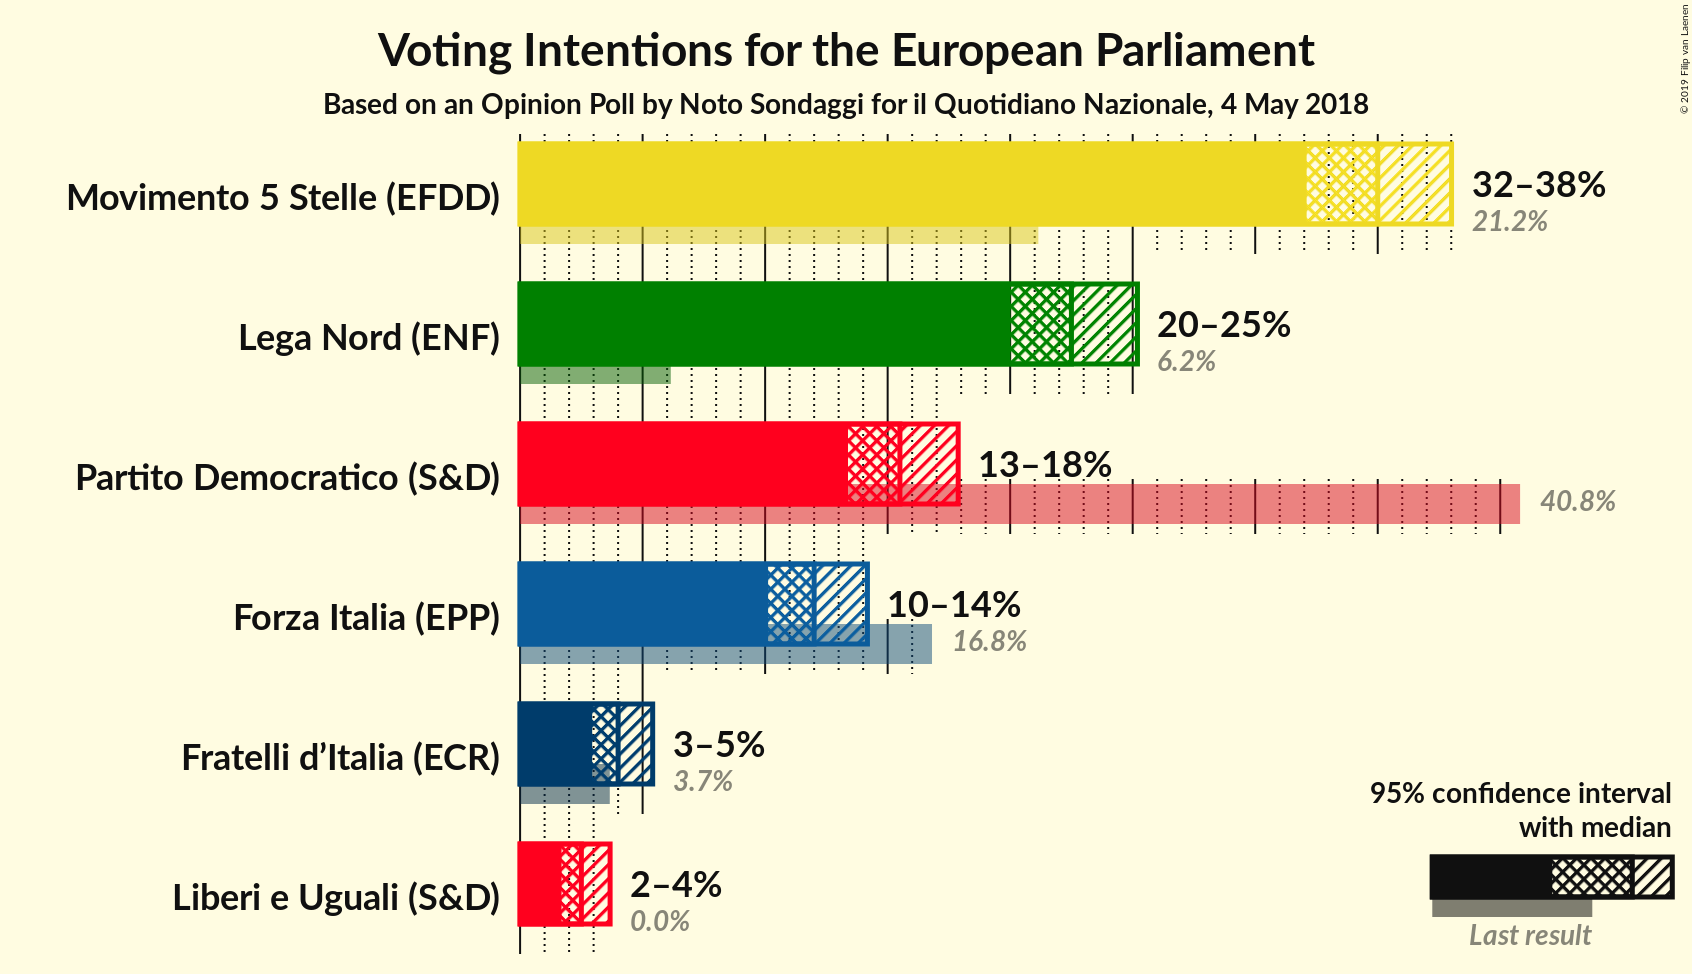 Voting Intentions for the European Parliament
Based on an Opinion Poll by Noto Sondaggi for il Quotidiano Nazionale, 4 May 2018
© 2019 Filip van Laenen
Movimento 5 Stelle (EFDD)
32–38%
21.2%
Lega Nord (ENF)
20–25%
6.2%
Partito Democratico (S&D)
13–18%
40.8%
Forza Italia (EPP)
10–14%
16.8%
Fratelli d’Italia (ECR)
3–5%
3.7%
Liberi e Uguali (S&D)
2–4%
0.0%
95% confidence interval
with median
Last result